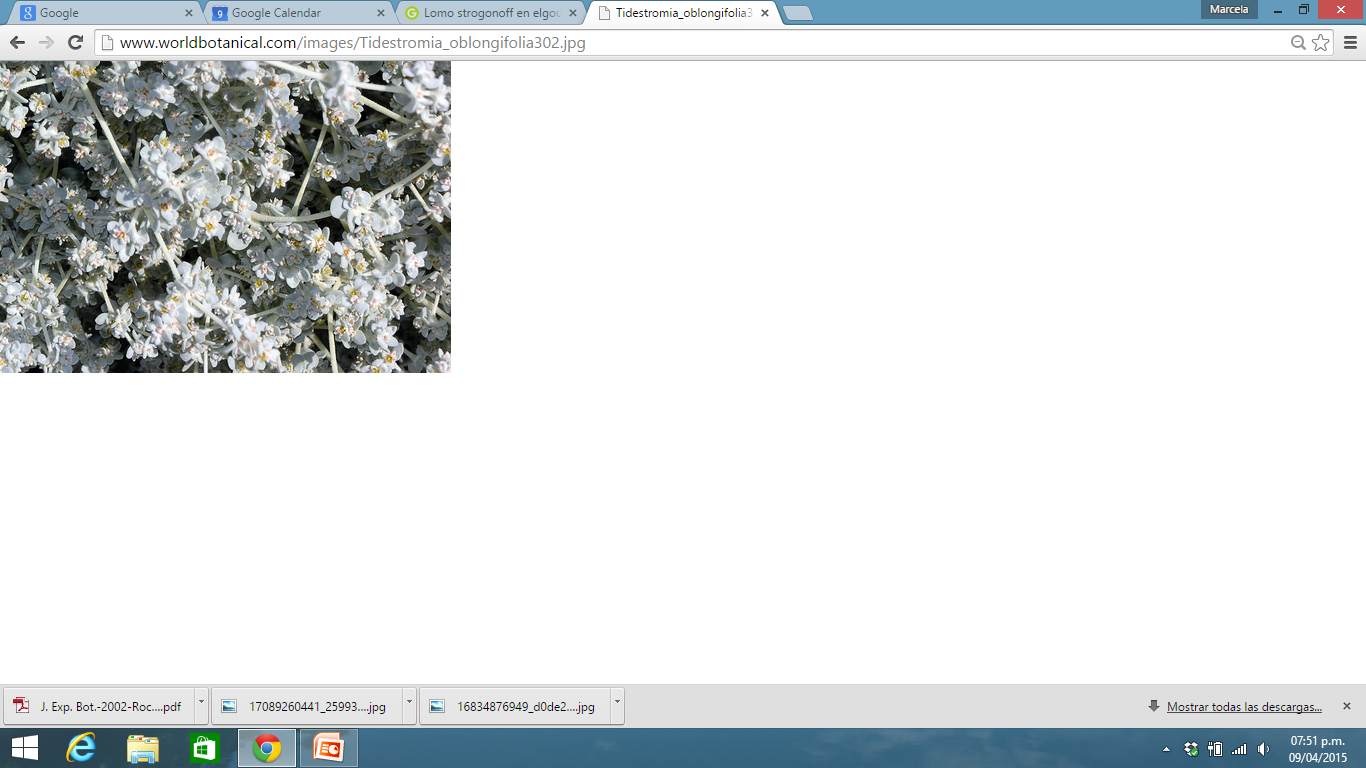 Google
Google Calendar
Lomo strogonoff en elgou
Tidestromia_oblongifolia3
Marcela
www.worldbotanical.com/images/Tidestromia_oblongifolia302.jpg
J. Exp. Bot.-2002-Roc....pdf
17089260441_25993....jpg
16834876949_d0de2....jpg
Mostrar todas las descargas...
07:51 p.m.
09/04/2015